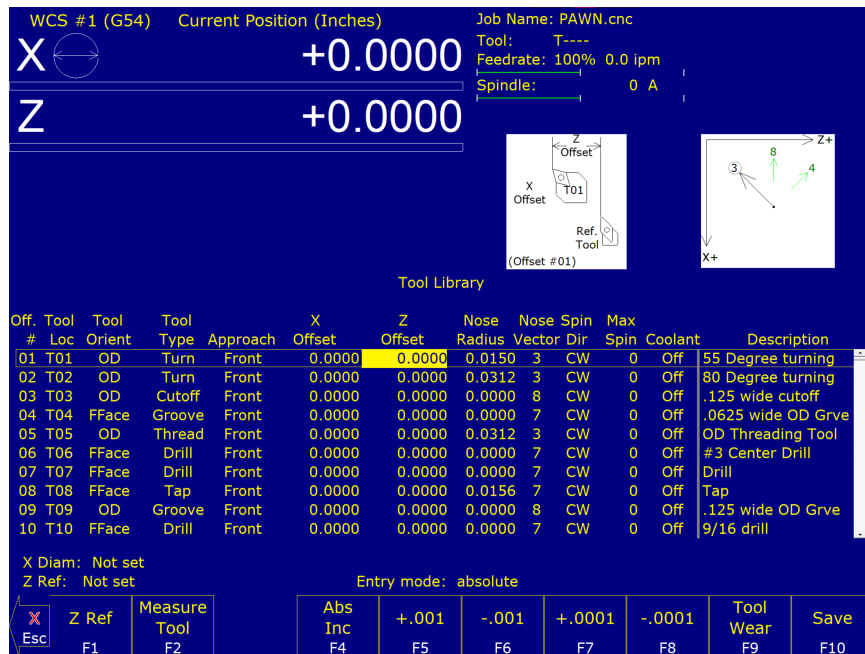 WCS #1 (G54) Current Position (Inches)
X +0.0000
Z +0.0000
Job Name: PAWN.cnc
Tool: T----
Feedrate: 100% 0.0 ipm
Spindle: 0 A
Z
Offset
X
Offset
T01
Ref.
Tool
(Offset #01)
Z+
8
3
4
X+
Tool Library
Off. Tool Tool Tool X Z Nose Nose Spin Max
# Loc Orient Type Approach Offset Offset Radius Vector Dir Spin Coolant Description
01 T01 OD Turn Front 0.0000 0.0000 0.0150 3 CW 0 Off 55 Degree turning
02 T02 OD Turn Front 0.0000 0.0000 0.0312 3 CW 0 Off 80 Degree turning
03 T03 OD Cutoff Front 0.0000 0.0000 0.0000 8 CW 0 Off .125 wide cutoff
04 T04 FFace Groove Front 0.0000 0.0000 0.0000 7 CW 0 Off .0625 wide OD Grve
05 T05 OD Thread Front 0.0000 0.0000 0.0312 3 CW 0 Off OD Threading Tool
06 T06 FFace Drill Front 0.0000 0.0000 0.0000 7 CW 0 Off #3 Center Drill
07 T07 FFace Drill Front 0.0000 0.0000 0.0000 7 CW 0 Off Drill
08 T08 FFace Tap Front 0.0000 0.0000 0.0156 7 CW 0 Off Tap
09 T09 OD Groove Front 0.0000 0.0000 0.0000 8 CW 0 Off .125 wide OD Grve
10 T10 FFace Drill Front 0.0000 0.0000 0.0000 7 CW 0 Off 9/16 drill
X Diam: Not set
Z Ref: Not set Entry mode: absolute
X
Esc
Z Ref
F1
Measure
Tool
F2
Abs
Inc
F4
+.001
F5
-.001
F6
+.0001
F7
-.0001
F8
Tool
Wear
F9
Save
F10